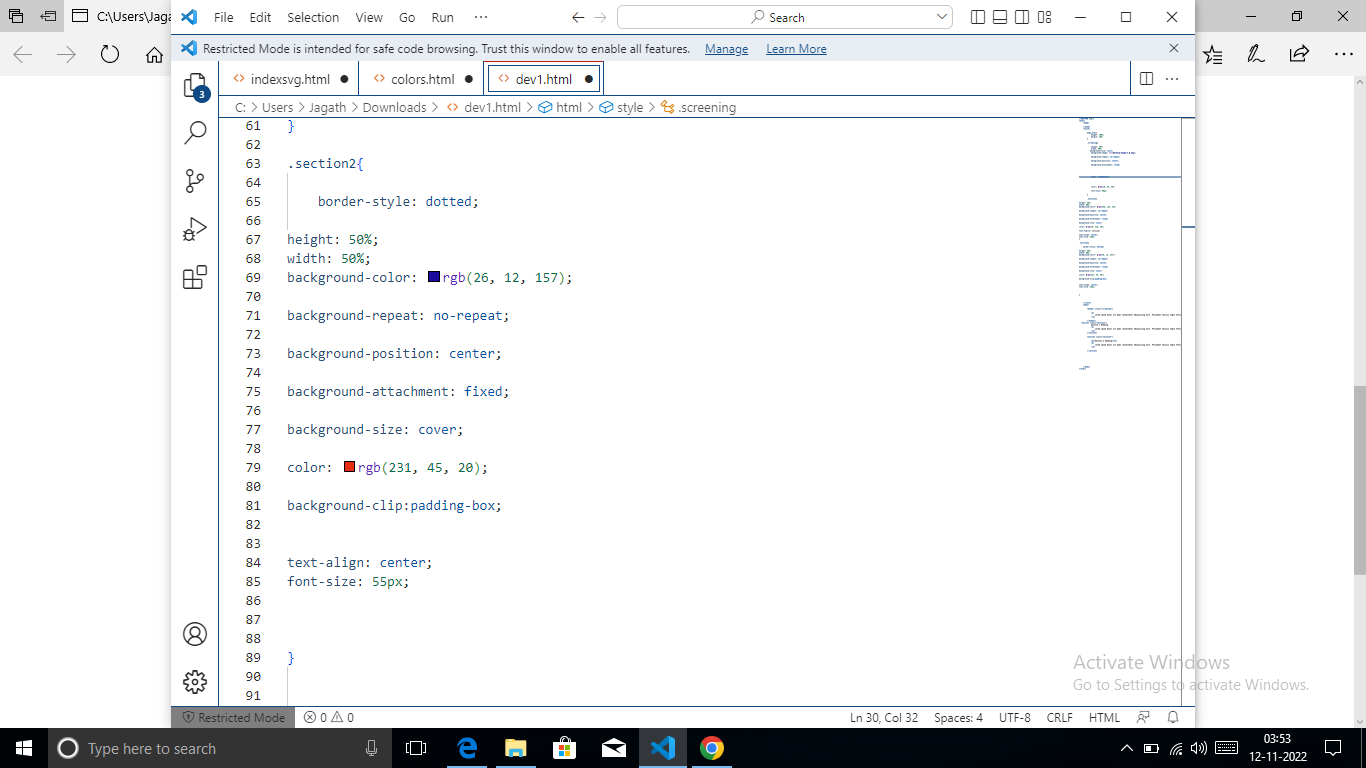 C:\Users\Jaga
File Edit Selection View Go Run ···
Search
Restricted Mode is intended for safe code browsing. Trust this window to enable all features. Manage Learn More
indexsvg.html colors.html dev1.html
3
C: > Users > Jagath > Downloads > dev1.html > html > style > .screening
61 }
62
63 .section2{
64
65 border-style: dotted;
66
67 height: 50%;
68 width: 50%;
69 background-color: rgb(26, 12, 157);
70
71 background-repeat: no-repeat;
72
73 background-position: center;
74
75 background-attachment: fixed;
76
77 background-size: cover;
78
79 color: rgb(231, 45, 20);
80
81 background-clip:padding-box;
82
83
84 text-align: center;
85 font-size: 55px;
86
87
88
89 }
90
91
Activate Windows
Go to Settings to activate Windows.
Restricted Mode 0 0 Ln 30, Col 32 Spaces: 4 UTF-8 CRLF HTML
Type here to search
03:53
12-11-2022